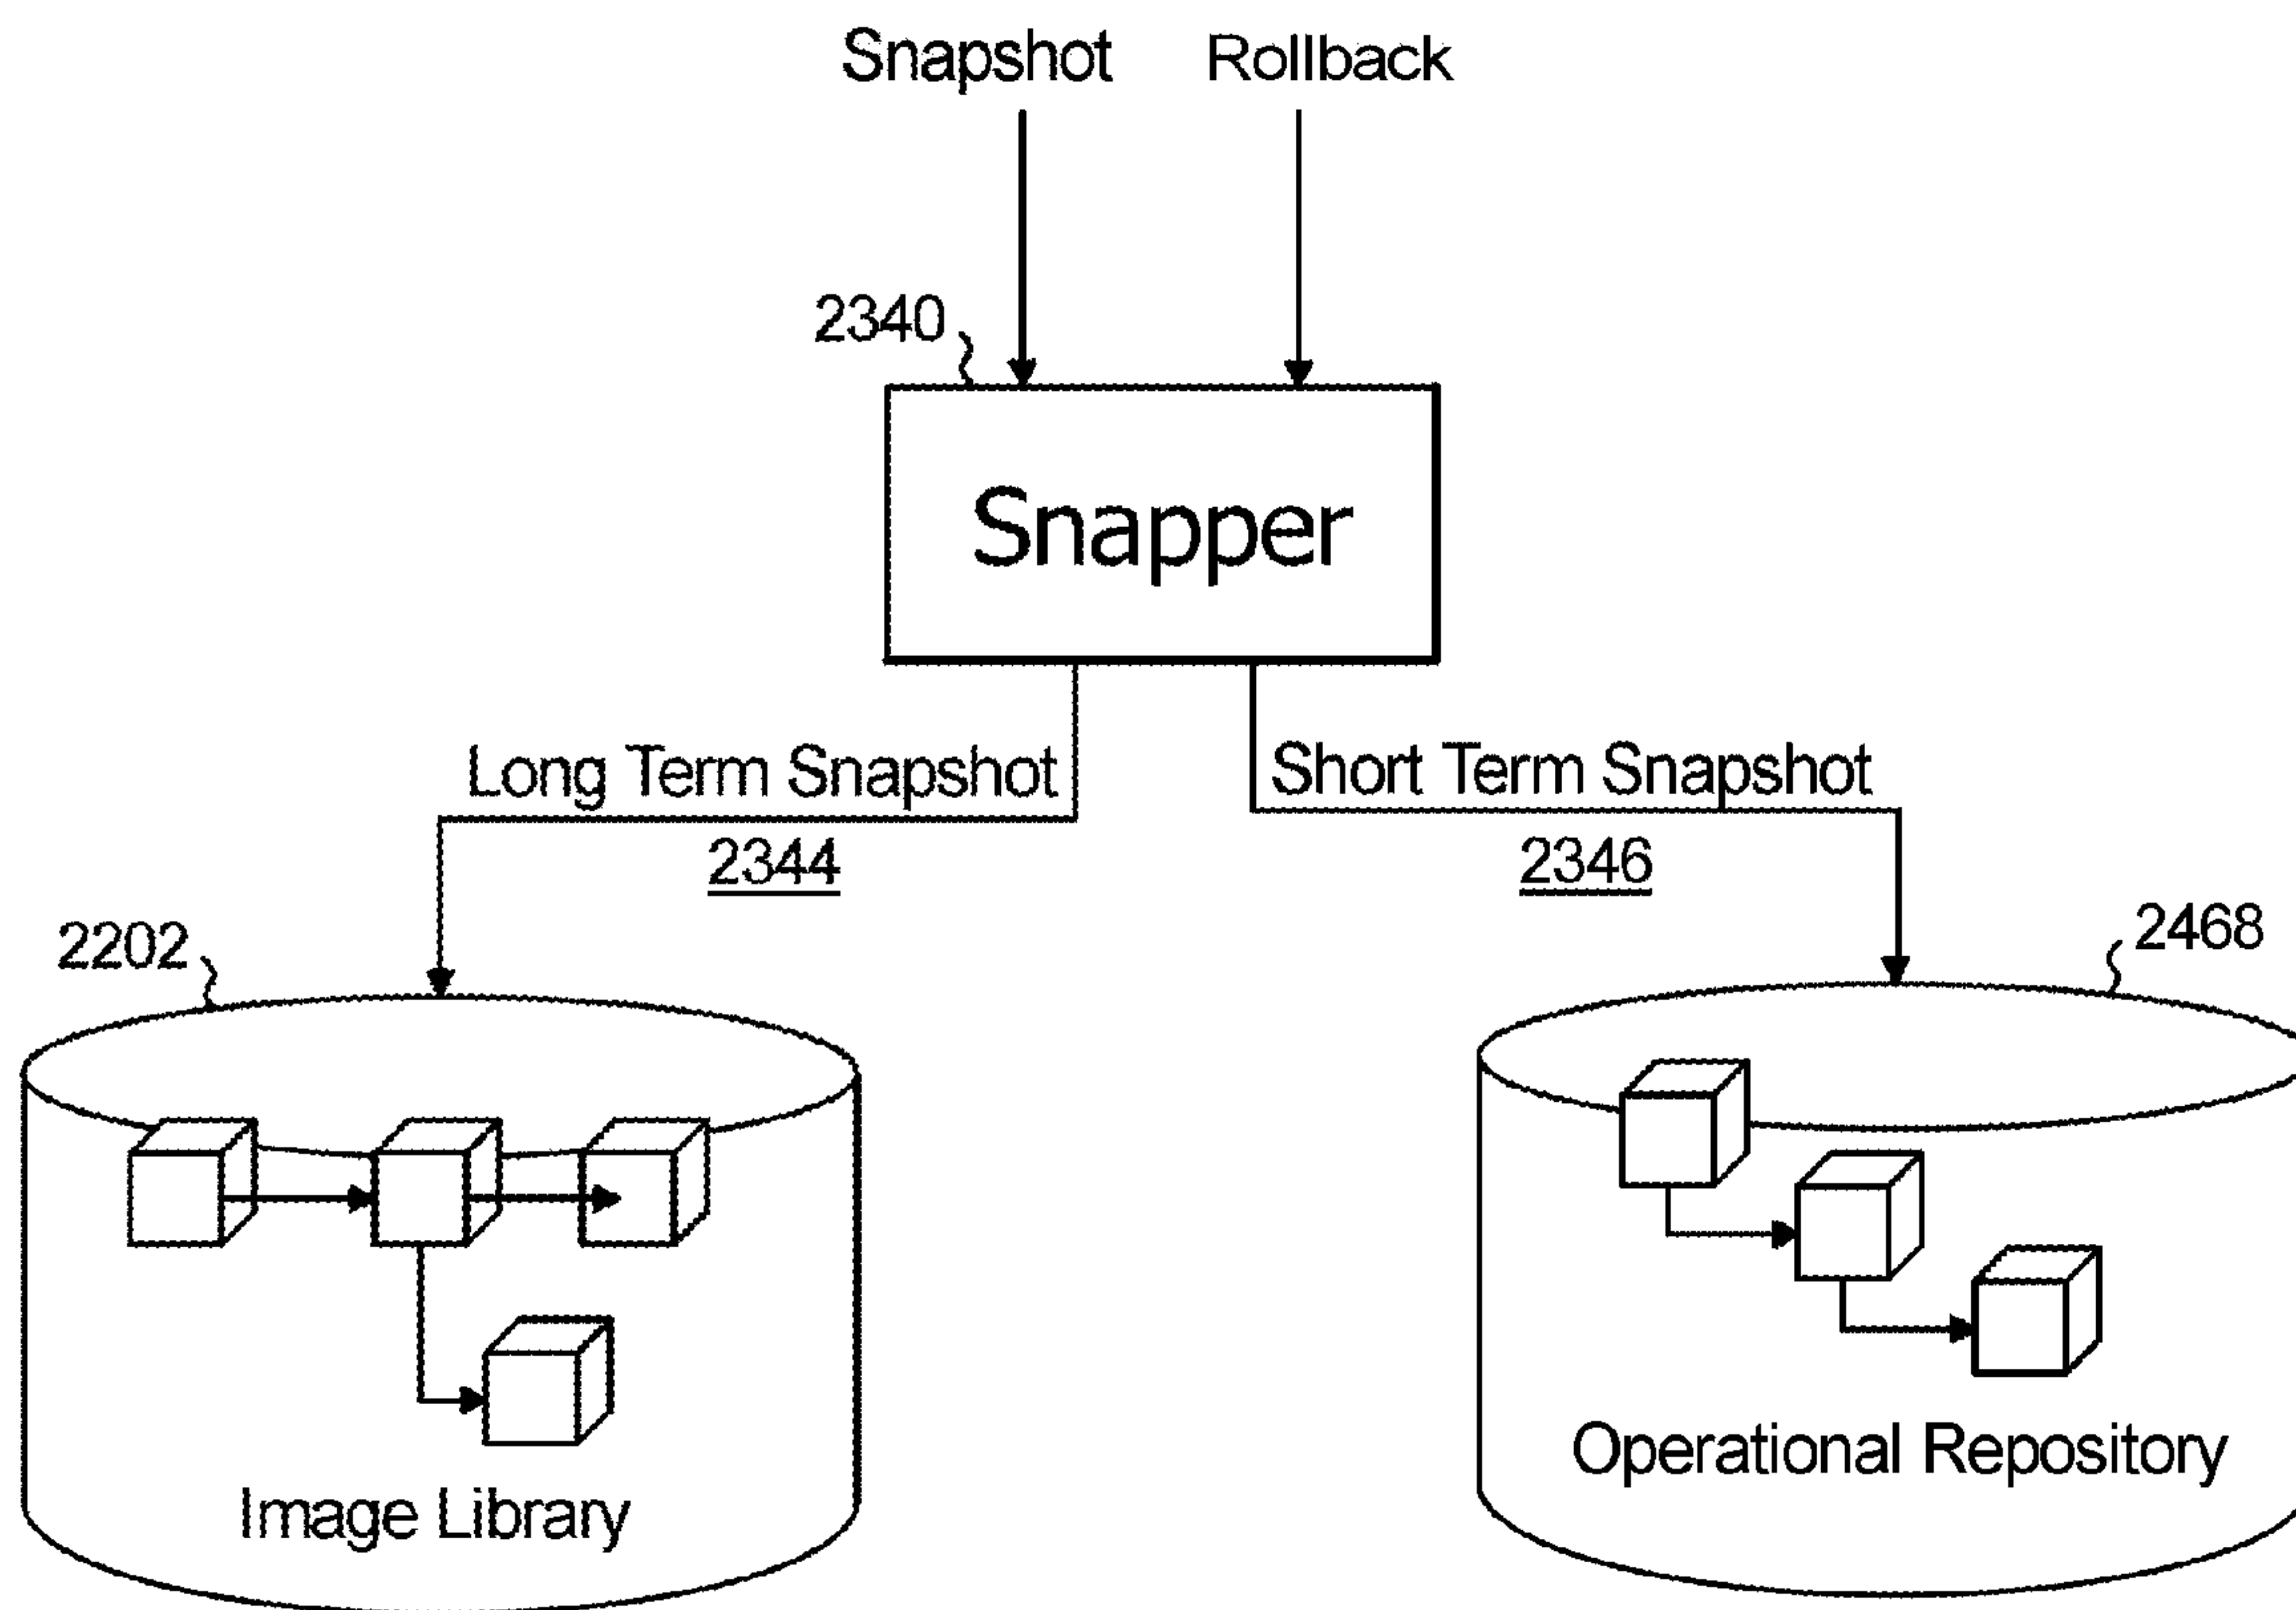 Snapshot Rollback
2340
Snapper
Long Term Snapshot Short Term Snapshot
2344 2346
2202 2468
Operational Repository
Image Library